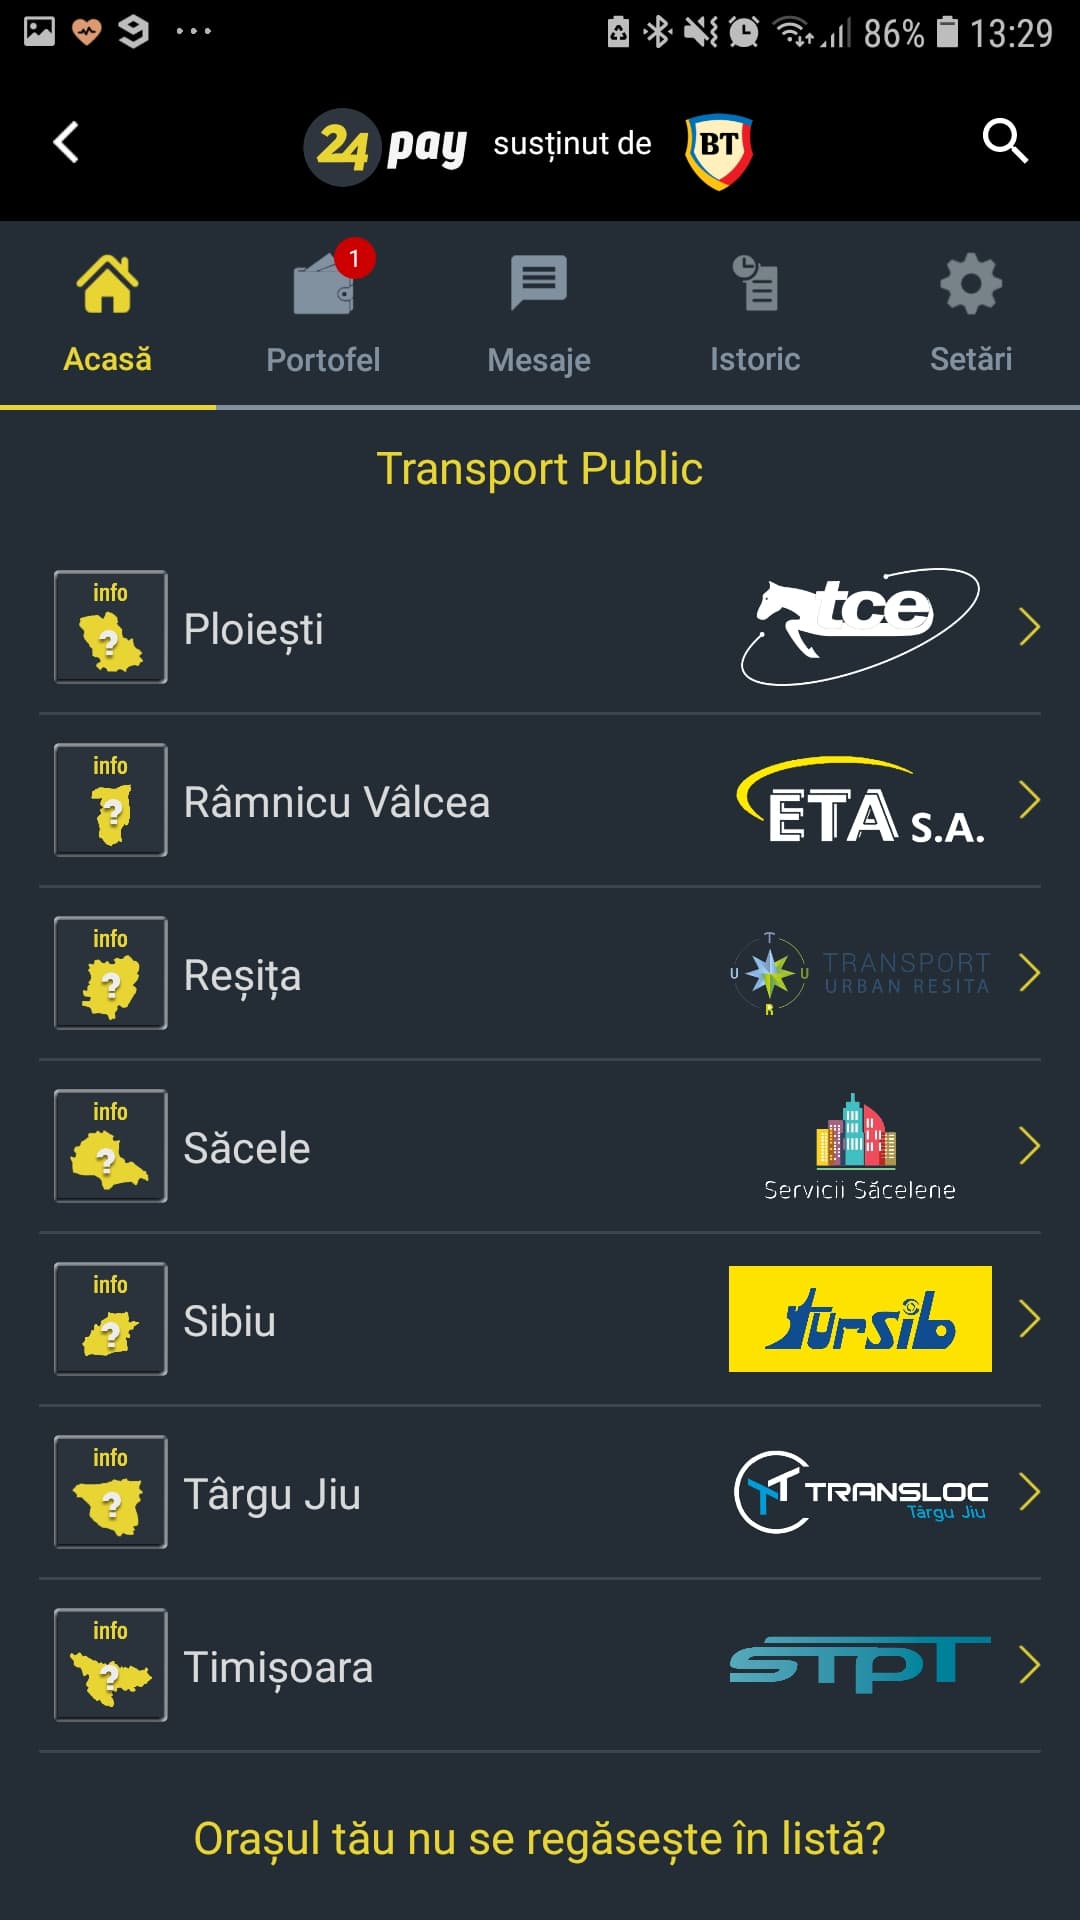 86% 13:29
24 pay susținut de BT
1
Acasă Portofel Mesaje Istoric Setări
Transport Public
info
Ploiești
tce
info
Râmnicu Vâlcea
ETA S.A.
info
Reșița
T
U U
R
TRANSPORT
URBAN RESITA
info
Săcele
Servicii Săcelene
info
Sibiu
tursib
info
Târgu Jiu
TRANSLOC
Târgu Jiu
info
Timișoara
STPT
Orașul tău nu se regăsește în listă?